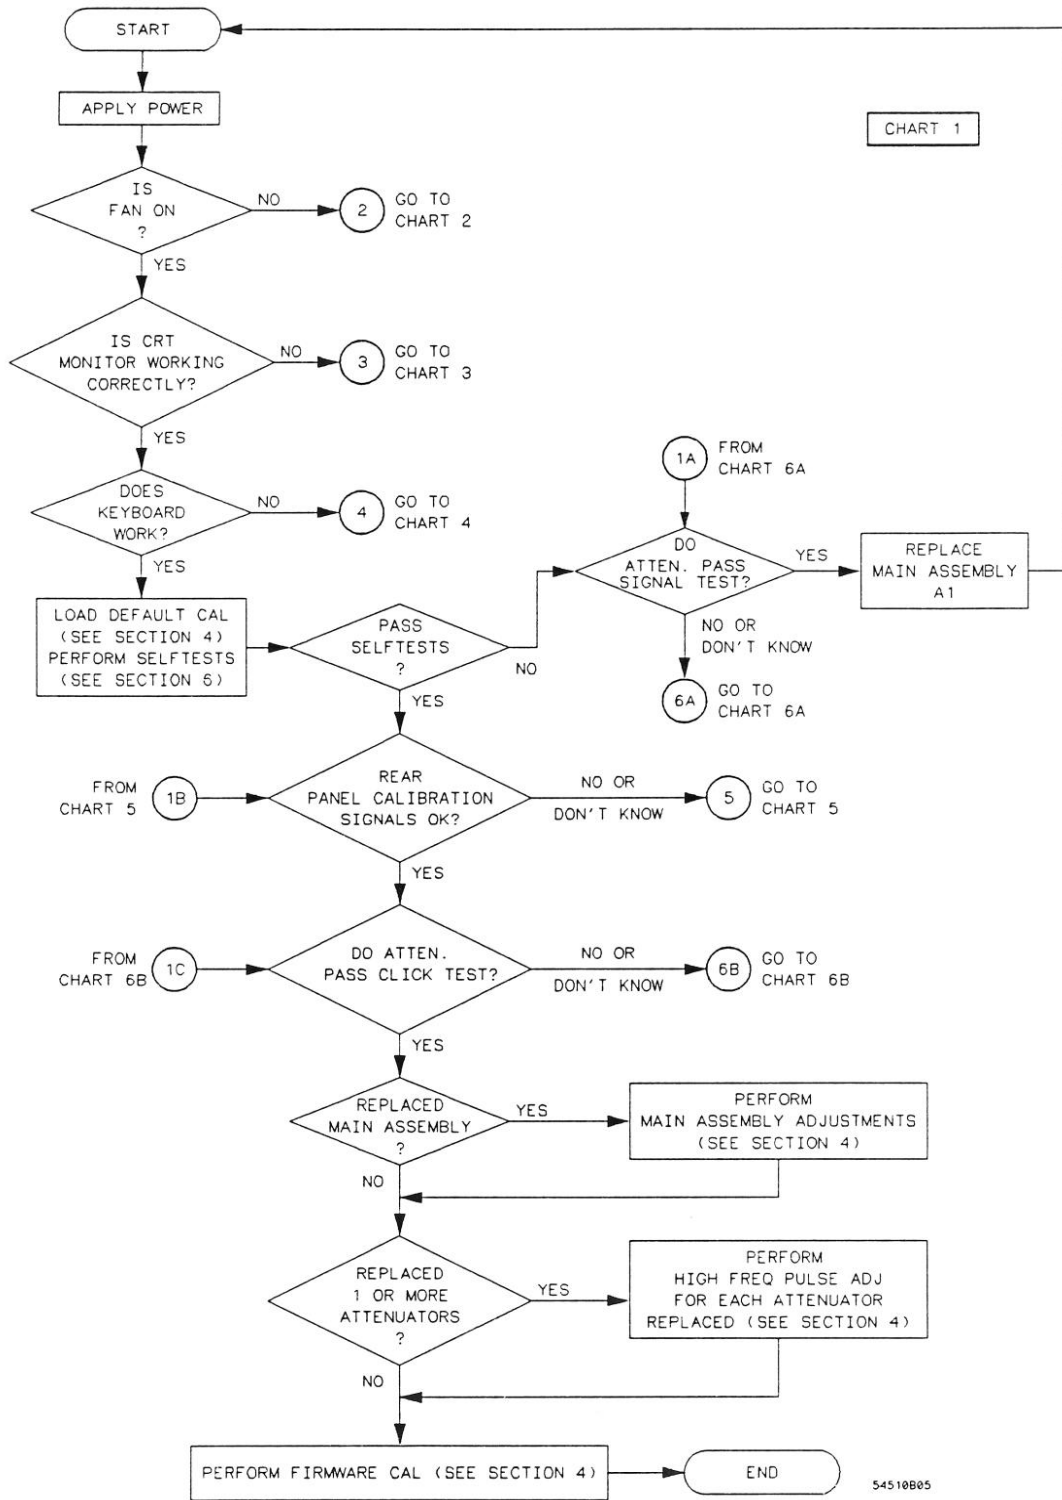 START
APPLY POWER
CHART 1
IS
FAN ON
?
NO
2
GO TO
CHART 2
YES
IS CRT
MONITOR WORKING
CORRECTLY?
NO
3
GO TO
CHART 3
YES
DOES
KEYBOARD
WORK?
NO
4
GO TO
CHART 4
YES
1A
FROM
CHART 6A
DO
ATTEN. PASS
SIGNAL TEST?
YES
REPLACE
MAIN ASSEMBLY
A1
NO OR
DON'T KNOW
6A
GO TO
CHART 6A
LOAD DEFAULT CAL
(SEE SECTION 4)
PERFORM SELFTESTS
(SEE SECTION 6)
PASS
SELFTESTS
?
NO
YES
FROM
CHART 5
1B
REAR
PANEL CALIBRATION
SIGNALS OK?
NO OR
DON'T KNOW
5
GO TO
CHART 5
YES
FROM
CHART 6B
1C
DO ATTEN.
PASS CLICK TEST?
NO OR
DON'T KNOW
6B
GO TO
CHART 6B
YES
REPLACED
MAIN ASSEMBLY
?
YES
PERFORM
MAIN ASSEMBLY ADJUSTMENTS
(SEE SECTION 4)
NO
REPLACED
1 OR MORE
ATTENUATORS
?
YES
PERFORM
HIGH FREQ PULSE ADJ
FOR EACH ATTENUATOR
REPLACED (SEE SECTION 4)
NO
PERFORM FIRMWARE CAL (SEE SECTION 4)
END
54510B05